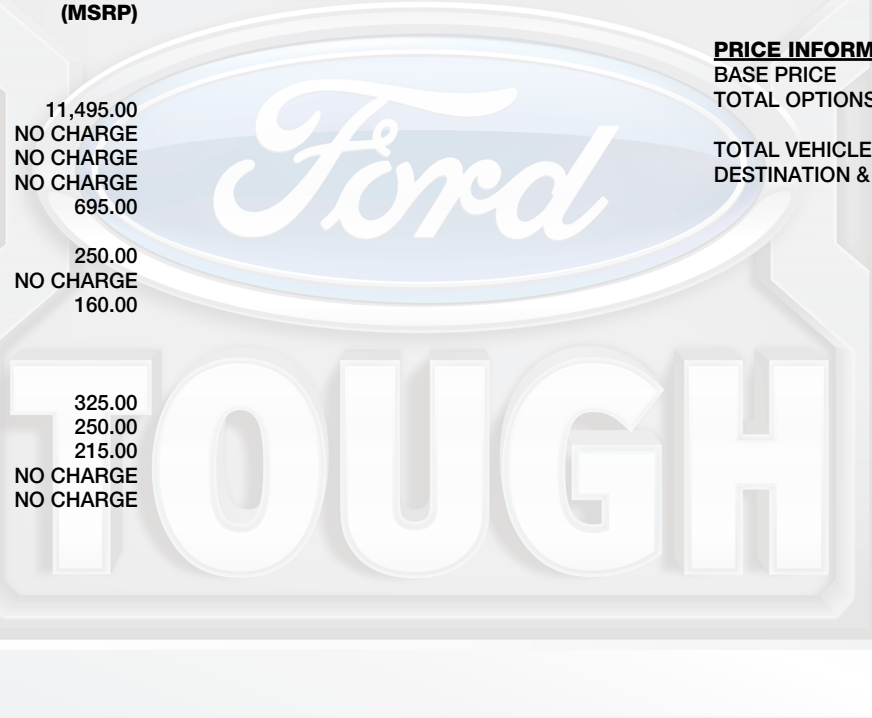 (MSRP)
11,495.00
NO CHARGE
NO CHARGE
NO CHARGE
695.00
250.00
NO CHARGE
160.00
325.00
250.00
215.00
NO CHARGE
NO CHARGE
PRICE INFORM
BASE PRICE
TOTAL OPTIONS
TOTAL VEHICLE
DESTINATION &
Ford
TOUGH